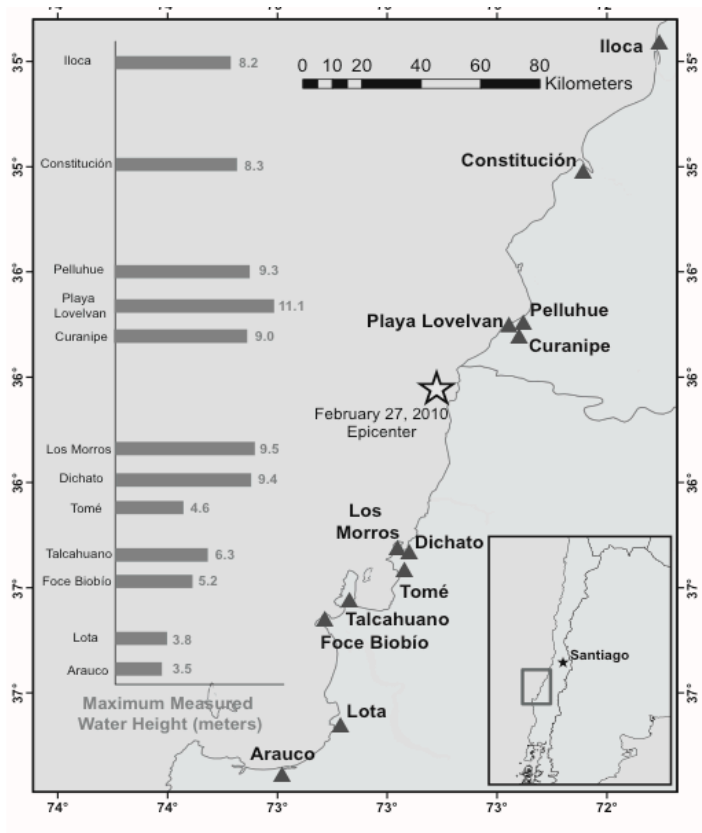 74°
74°
73°
73°
73°
72°
35°
35°
36°
36°
36°
37°
37°
Iloca
8.2
Constitución
8.3
Pelluhue
9.3
Playa
Lovelvan
11.1
Curanipe
9.0
Los Morros
9.5
Dichato
9.4
Tomé
4.6
Talcahuano
6.3
Foce Biobío
5.2
Lota
3.8
Arauco
3.5
Maximum Measured
Water Height (meters)
0 10 20 40 60 80
Kilometers
Iloca
Constitución
Playa Lovelvan
Pelluhue
Curanipe
February 27, 2010
Epicenter
Los
Morros
Dichato
Tomé
Talcahuano
Foce Biobío
Lota
Arauco
Santiago
35°
35°
36°
36°
36°
37°
37°
74°
74°
73°
73°
73°
72°